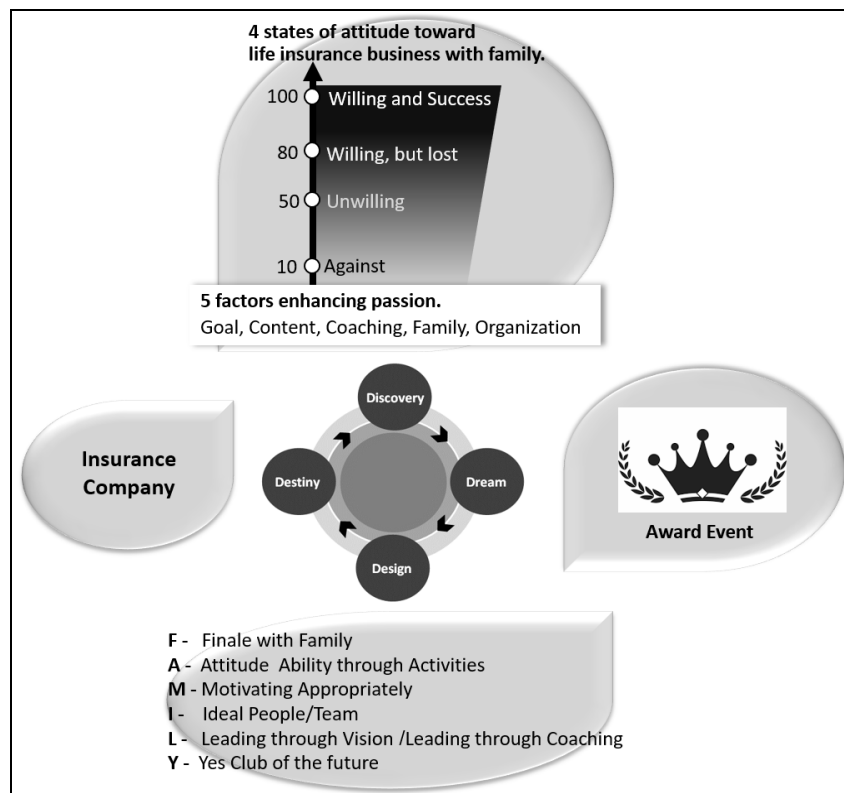 4 states of attitude toward
life insurance business with family.
100 Willing and Success
80 Willing, but lost
50 Unwilling
10 Against
5 factors enhancing passion.
Goal, Content, Coaching, Family, Organization
Discovery
Insurance
Company
Destiny
Dream
Design
Award Event
F - Finale with Family
A - Attitude Ability through Activities
M - Motivating Appropriately
I - Ideal People/Team
L - Leading through Vision /Leading through Coaching
Y - Yes Club of the future